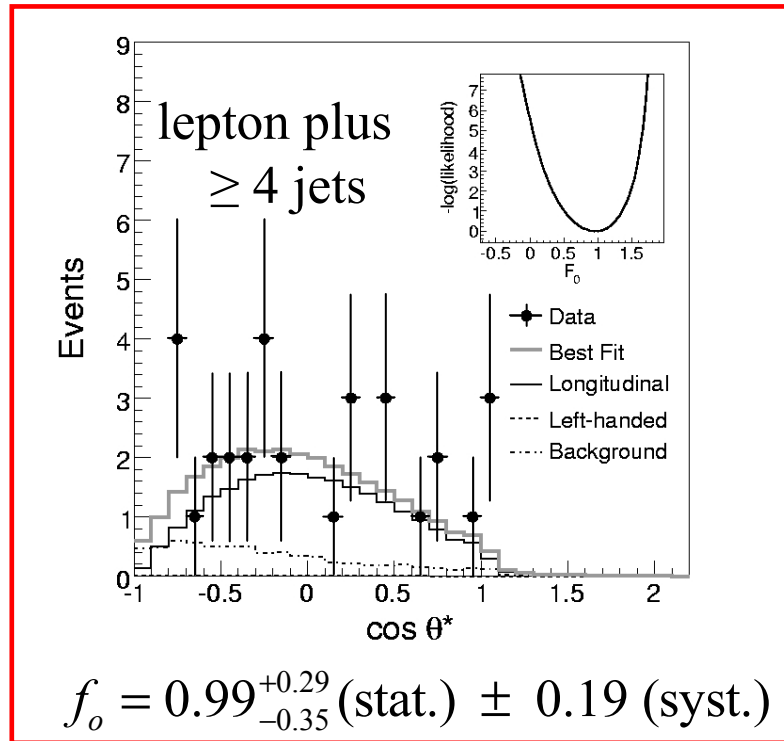 lepton plus
≥ 4 jets
9
8
7
6
5
4
3
2
1
0
Events
-1
-0.5
0
0.5
1
1.5
2
cos θ*
-log(likelihood)
7
6
5
4
3
2
1
0
-0.5
0
0.5
1
1.5
F₀
Data
Best Fit
Longitudinal
Left-handed
Background
fₒ = 0.99 +0.29 −0.35 (stat.) ± 0.19 (syst.)